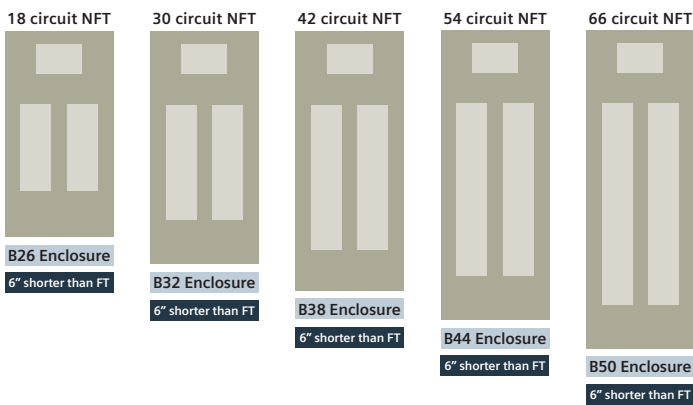 18 circuit NFT
30 circuit NFT
42 circuit NFT
54 circuit NFT
66 circuit NFT
B26 Enclosure
6” shorter than FT
B32 Enclosure
6” shorter than FT
B38 Enclosure
6” shorter than FT
B44 Enclosure
6” shorter than FT
B50 Enclosure
6” shorter than FT